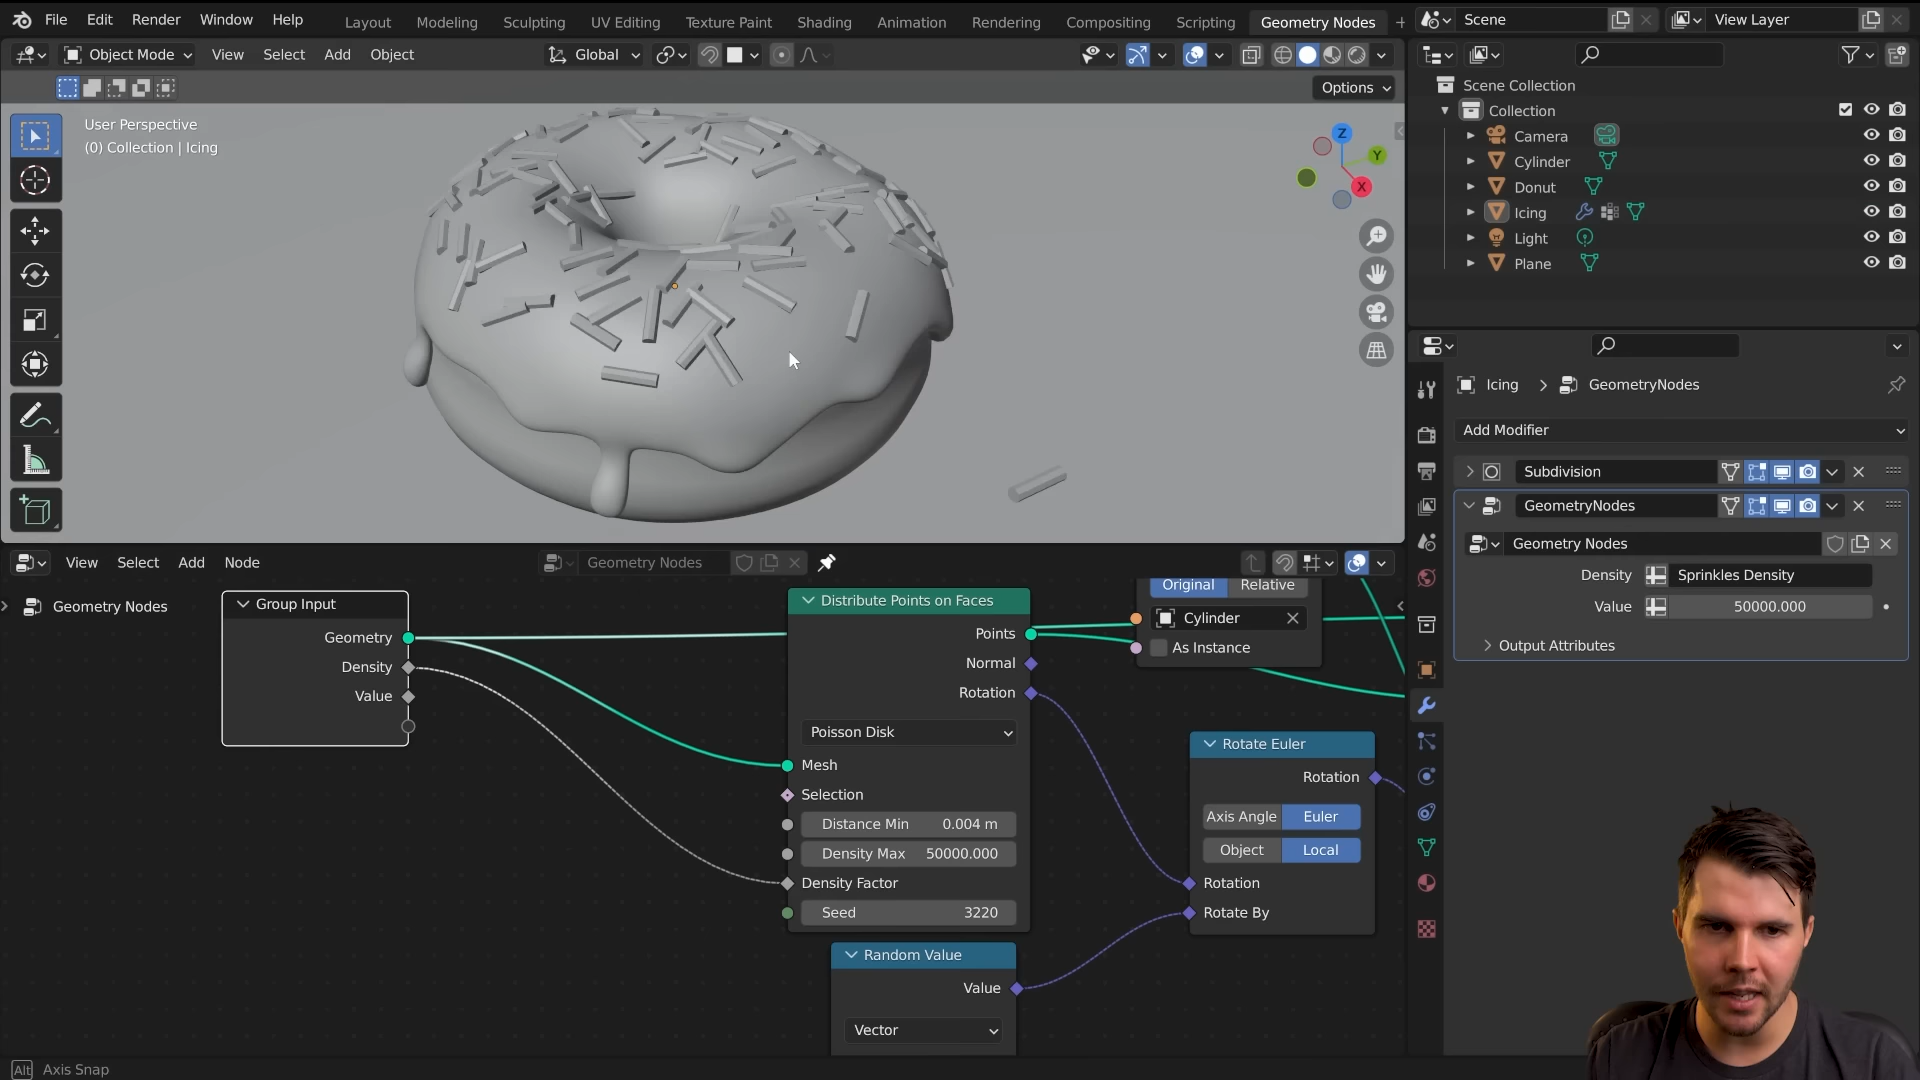 File Edit Render Window Help Layout Modeling Sculpting UV Editing Texture Paint Shading Animation Rendering Compositing Scripting Geometry Nodes + Scene View Layer
Object Mode View Select Add Object Global
Options
User Perspective
(0) Collection | Icing
Z
Y
X
Scene Collection
Collection
Camera
Cylinder
Donut
Icing
Light
Plane
Icing > GeometryNodes
Add Modifier
Subdivision
GeometryNodes
Geometry Nodes
Density Sprinkles Density
Value 50000.000
Output Attributes
View Select Add Node Geometry Nodes
Geometry Nodes
Group Input
Geometry
Density
Value
Distribute Points on Faces
Points
Normal
Rotation
Poisson Disk
Mesh
Selection
Distance Min 0.004 m
Density Max 50000.000
Density Factor
Seed 3220
Random Value
Value
Vector
Original Relative
Cylinder
As Instance
Rotate Euler
Rotation
Axis Angle Euler
Object Local
Rotation
Rotate By
Alt Axis Snap